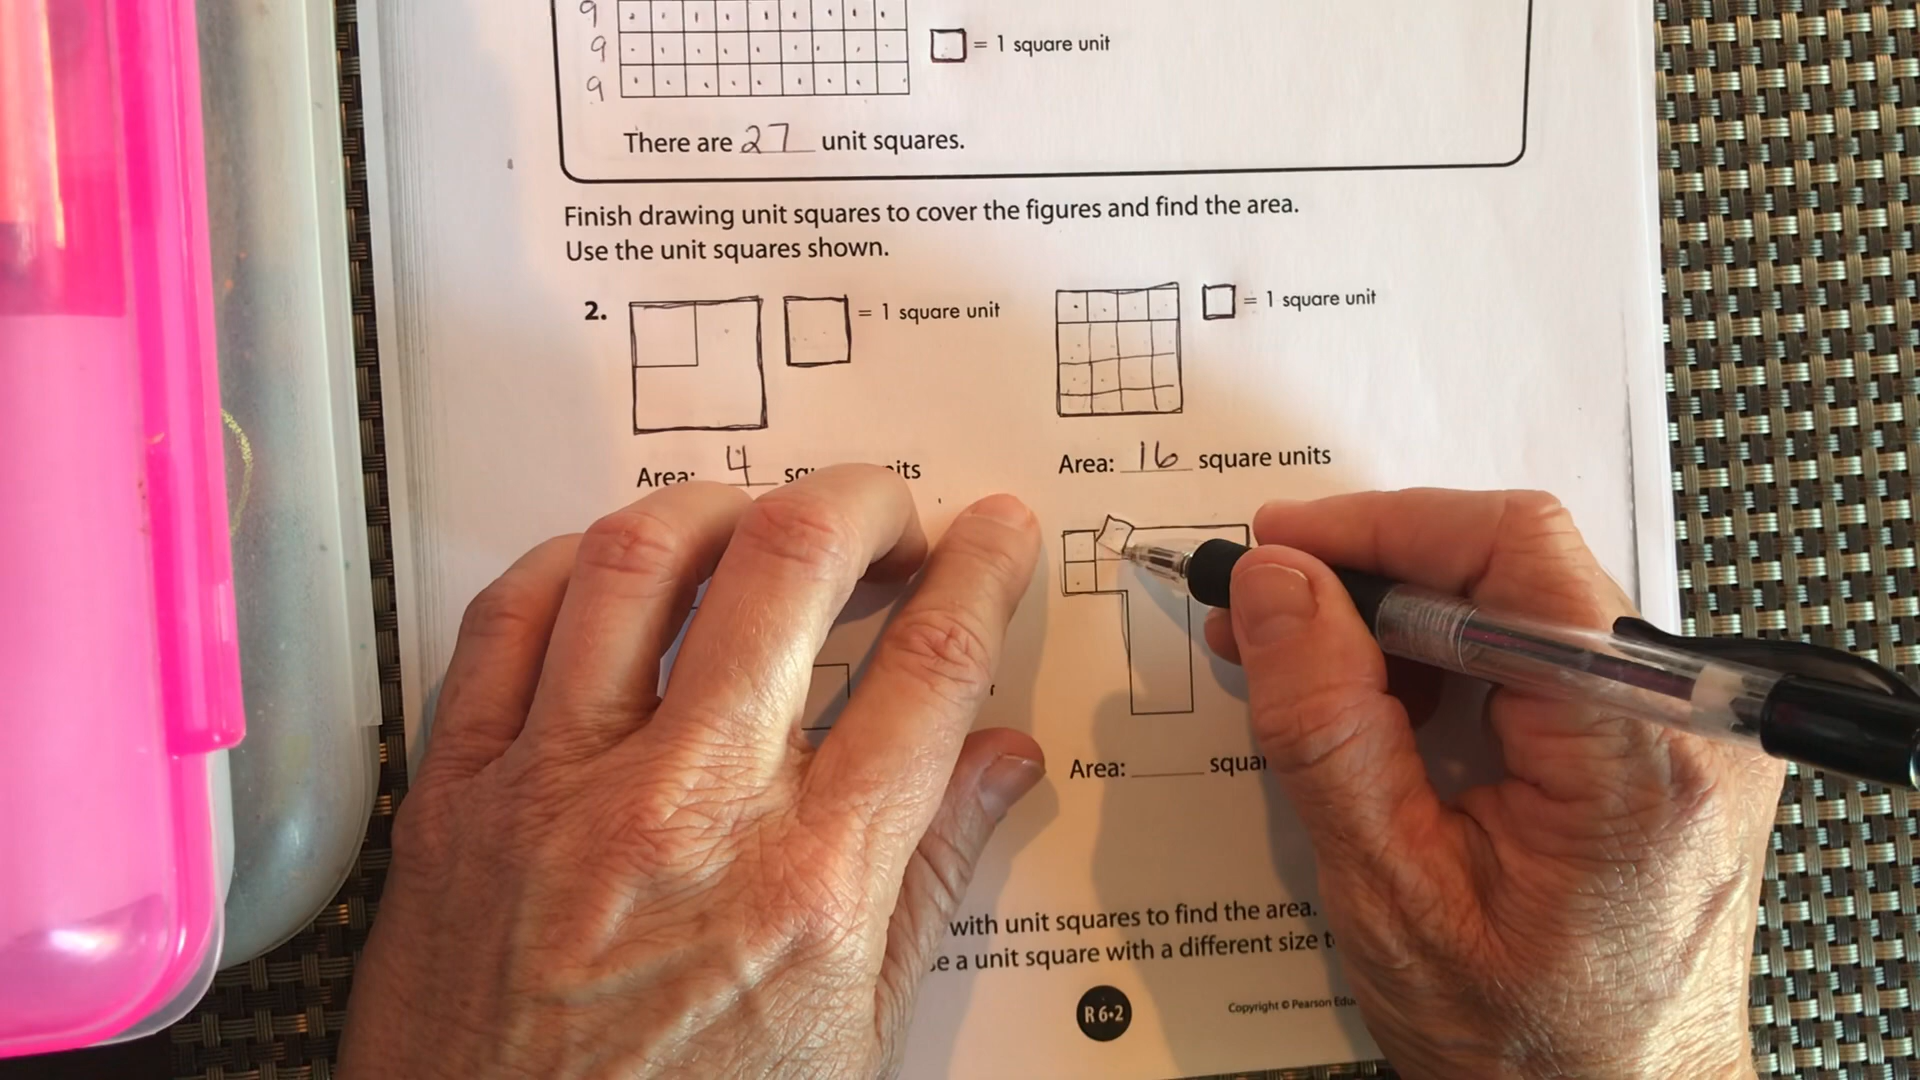 9
9 = 1 square unit
9
There are 27 unit squares.
Finish drawing unit squares to cover the figures and find the area.
Use the unit squares shown.
2. = 1 square unit = 1 square unit
Area: 4 Area: 16 square units
Area:
with unit squares to find the area.
a unit square with a different size
R 6•2 Copyright © Pearson